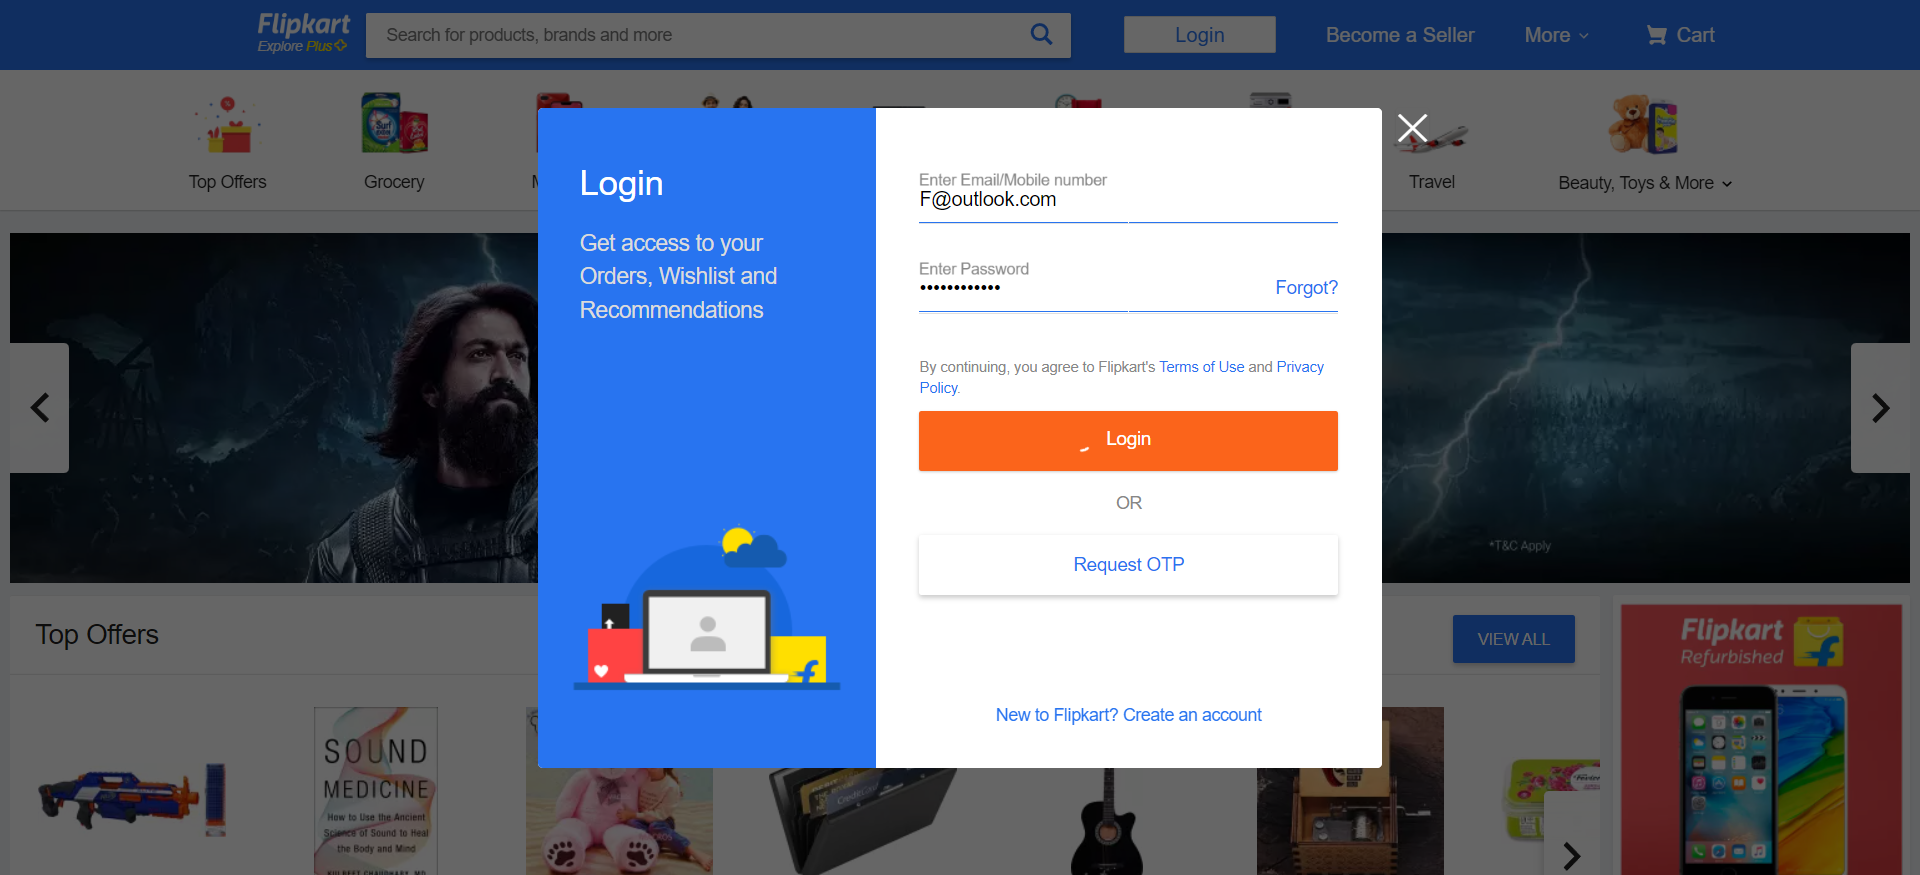 Flipkart
Explore Plus
Search for products, brands and more
Login
Become a Seller
More
Cart
Top Offers
Grocery
M
Travel
Beauty, Toys & More
Login
Get access to your
Orders, Wishlist and
Recommendations
Enter Email/Mobile number
F@outlook.com
Enter Password
••••••••••••
Forgot?
By continuing, you agree to Flipkart's Terms of Use and Privacy
Policy.
Login
OR
Request OTP
New to Flipkart? Create an account
*T&C Apply
Top Offers
VIEW ALL
Flipkart
Refurbished
SOUND
MEDICINE
How to Use the Ancient
Science of Sound to Heal
the Body and Mind
KULREET CHAUDHARY, MD